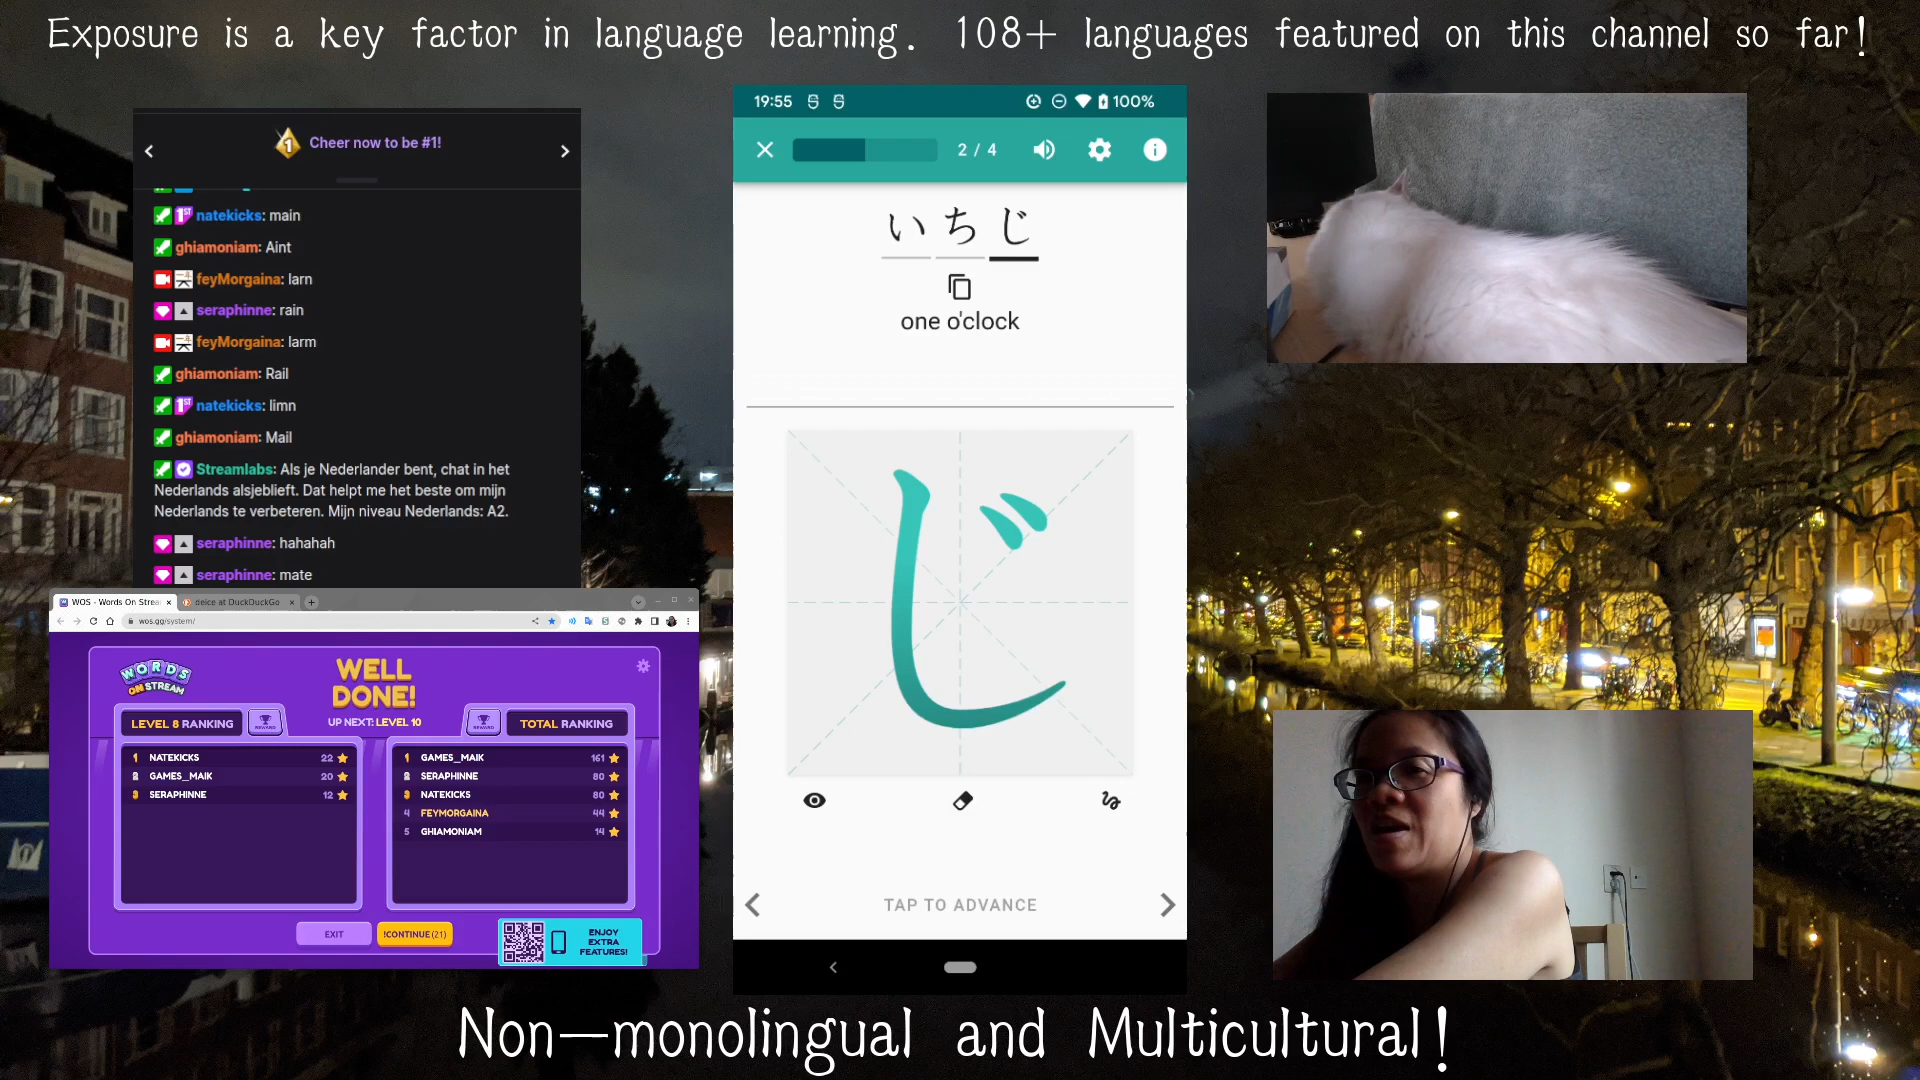 Exposure is a key factor in language learning. 108+ languages featured on this channel so far!
Cheer now to be #1!
natekicks: main
ghiamoniam: Aint
feyMorgaina: larn
seraphinne: rain
feyMorgaina: larm
ghiamoniam: Rail
natekicks: limn
ghiamoniam: Mail
Streamlabs: Als je Nederlander bent, chat in het
Nederlands alsjeblieft. Dat helpt me het beste om mijn
Nederlands te verbeteren. Mijn niveau Nederlands: A2.
seraphinne: hahahah
seraphinne: mate
WOS - Words On Strea
deice at DuckDuckGo
wos.gg/system/
WORDS
ON STREAM
WELL
DONE!
UP NEXT: LEVEL 10
LEVEL 8 RANKING
REWARD
REWARD
TOTAL RANKING
1 NATEKICKS 22
2 GAMES_MAIK 20
3 SERAPHINNE 12
1 GAMES_MAIK 161
2 SERAPHINNE 80
3 NATEKICKS 80
4 FEYMORGAINA 44
5 GHIAMONIAM 14
EXIT
!CONTINUE (21)
ENJOY
EXTRA
FEATURES!
19:55
100%
2 / 4
いちじ
one o'clock
じ
TAP TO ADVANCE
Non-monolingual and Multicultural!